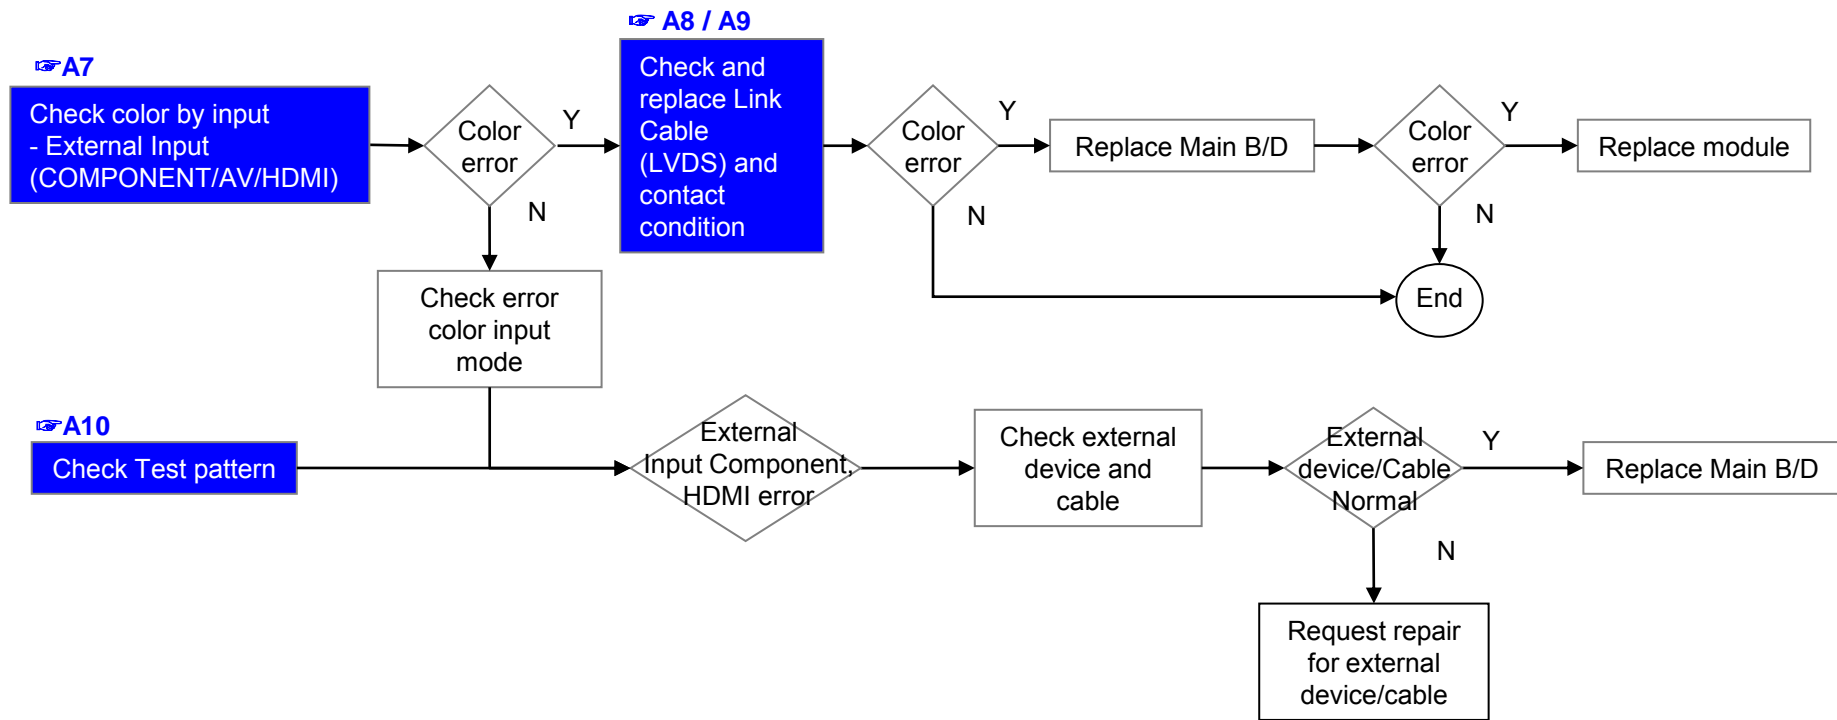 ☞ A8 / A9
☞A7
Check color by input
- External Input
(COMPONENT/AV/HDMI)
Color
error
Y
N
Check and
replace Link
Cable
(LVDS) and
contact
condition
Color
error
Y
N
Replace Main B/D
Color
error
Y
N
Replace module
End
Check error
color input
mode
☞A10
Check Test pattern
External
Input Component,
HDMI error
Check external
device and
cable
External
device/Cable
Normal
Y
N
Replace Main B/D
Request repair
for external
device/cable